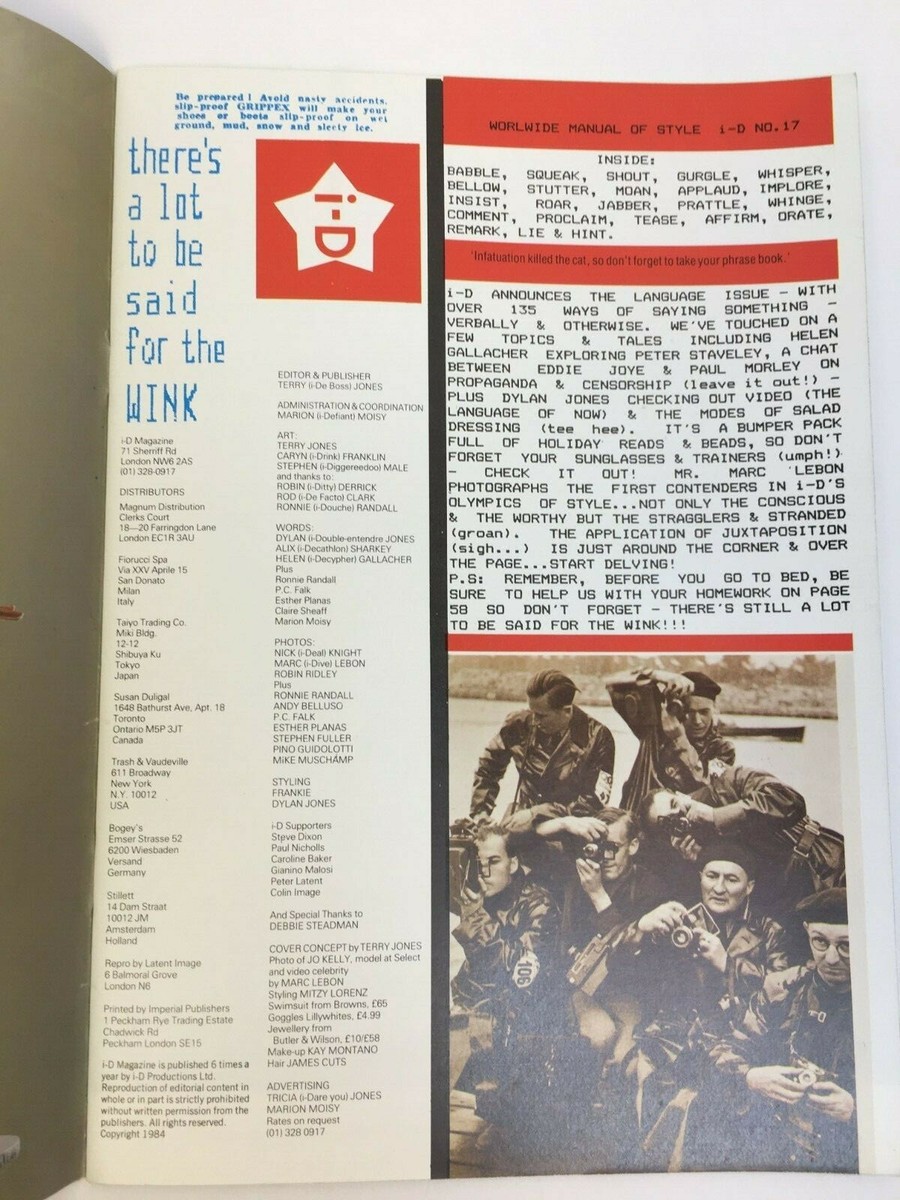 Be prepared! Avoid nasty accidents.
slip-proof GRIPPEX will make your
shoes or boots slip-proof on wet
ground, mud, snow and sleety ice.
there's
a lot
to be
said
for the
WINK
i-D
i-D Magazine
71 Sherriff Rd
London NW6 2AS
(01) 328-0917
DISTRIBUTORS
Magnum Distribution
Clerks Court
18—20 Farringdon Lane
London EC1R 3AU
Fiorucci Spa
Via XXV Aprile 15
San Donato
Milan
Italy
Taiyo Trading Co.
Miki Bldg.
12-12
Shibuya Ku
Tokyo
Japan
Susan Duligal
1648 Bathurst Ave, Apt. 18
Toronto
Ontario M5P 3JT
Canada
Trash & Vaudeville
611 Broadway
New York
N.Y. 10012
USA
Bogey's
Emser Strasse 52
6200 Wiesbaden
Versand
Germany
Stillett
14 Dam Straat
10012 JM
Amsterdam
Holland
Repro by Latent Image
6 Balmoral Grove
London N6
Printed by Imperial Publishers
1 Peckham Rye Trading Estate
Chadwick Rd
Peckham London SE15
i-D Magazine is published 6 times a
year by i-D Productions Ltd.
Reproduction of editorial content in
whole or in part is strictly prohibited
without written permission from the
publishers. All rights reserved.
Copyright 1984
EDITOR & PUBLISHER
TERRY (i-De Boss) JONES
ADMINISTRATION & COORDINATION
MARION (i-Defiant) MOISY
ART:
TERRY JONES
CARYN (i-Drink) FRANKLIN
STEPHEN (i-Diggereedoo) MALE
and thanks to:
ROBIN (i-Ditty) DERRICK
ROD (i-De Facto) CLARK
RONNIE (i-Douche) RANDALL
WORDS:
DYLAN (i-Double-entendre JONES
ALIX (i-Decathlon) SHARKEY
HELEN (i-Decypher) GALLACHER
Plus
Ronnie Randall
P.C. Falk
Esther Planas
Claire Sheaff
Marion Moisy
PHOTOS:
NICK (i-Deal) KNIGHT
MARC (i-Dive) LEBON
ROBIN RIDLEY
Plus
RONNIE RANDALL
ANDY BELLUSO
P.C. FALK
ESTHER PLANAS
STEPHEN FULLER
PINO GUIDOLOTTI
MiKE MUSCHAMP
STYLING
FRANKIE
DYLAN JONES
i-D Supporters
Steve Dixon
Paul Nicholls
Caroline Baker
Gianino Malosi
Peter Latent
Colin Image
And Special Thanks to
DEBBIE STEADMAN
COVER CONCEPT by TERRY JONES
Photo of JO KELLY, model at Select
and video celebrity
by MARC LEBON
Styling MITZY LORENZ
Swimsuit from Browns, £65
Goggles Lillywhites, £4.99
Jewellery from
Butler & Wilson, £10/£58
Make-up KAY MONTANO
Hair JAMES CUTS
ADVERTISING
TRICIA (i-Dare you) JONES
MARION MOISY
Rates on request
(01) 328 0917
WORLWIDE MANUAL OF STYLE i-D NO.17
INSIDE:
BABBLE, SQUEAK, SHOUT, GURGLE, WHISPER,
BELLOW, STUTTER, MOAN, APPLAUD, IMPLORE,
INSIST, ROAR, JABBER, PRATTLE, WHINGE,
COMMENT, PROCLAIM, TEASE, AFFIRM, ORATE,
REMARK, LIE & HINT.
'Infatuation killed the cat, so don't forget to take your phrase book.'
i-D ANNOUNCES THE LANGUAGE ISSUE - WITH
OVER 135 WAYS OF SAYING SOMETHING -
VERBALLY & OTHERWISE. WE'VE TOUCHED ON A
FEW TOPICS & TALES INCLUDING HELEN
GALLACHER EXPLORING PETER STAVELEY, A CHAT
BETWEEN EDDIE JOYE & PAUL MORLEY ON
PROPAGANDA & CENSORSHIP (leave it out!) -
PLUS DYLAN JONES CHECKING OUT VIDEO (THE
LANGUAGE OF NOW) & THE MODES OF SALAD
DRESSING (tee hee). IT'S A BUMPER PACK
FULL OF HOLIDAY READS & BEADS, SO DON'T
FORGET YOUR SUNGLASSES & TRAINERS (umph!)
- CHECK IT OUT! MR. MARC LEBON
PHOTOGRAPHS THE FIRST CONTENDERS IN i-D'S
OLYMPICS OF STYLE...NOT ONLY THE CONSCIOUS
& THE WORTHY BUT THE STRAGGLERS & STRANDED
(groan). THE APPLICATION OF JUXTAPOSITION
(sigh...) IS JUST AROUND THE CORNER & OVER
THE PAGE...START DELVING!
P.S: REMEMBER, BEFORE YOU GO TO BED, BE
SURE TO HELP US WITH YOUR HOMEWORK ON PAGE
58 SO DON'T FORGET - THERE'S STILL A LOT
TO BE SAID FOR THE WINK!!!
106